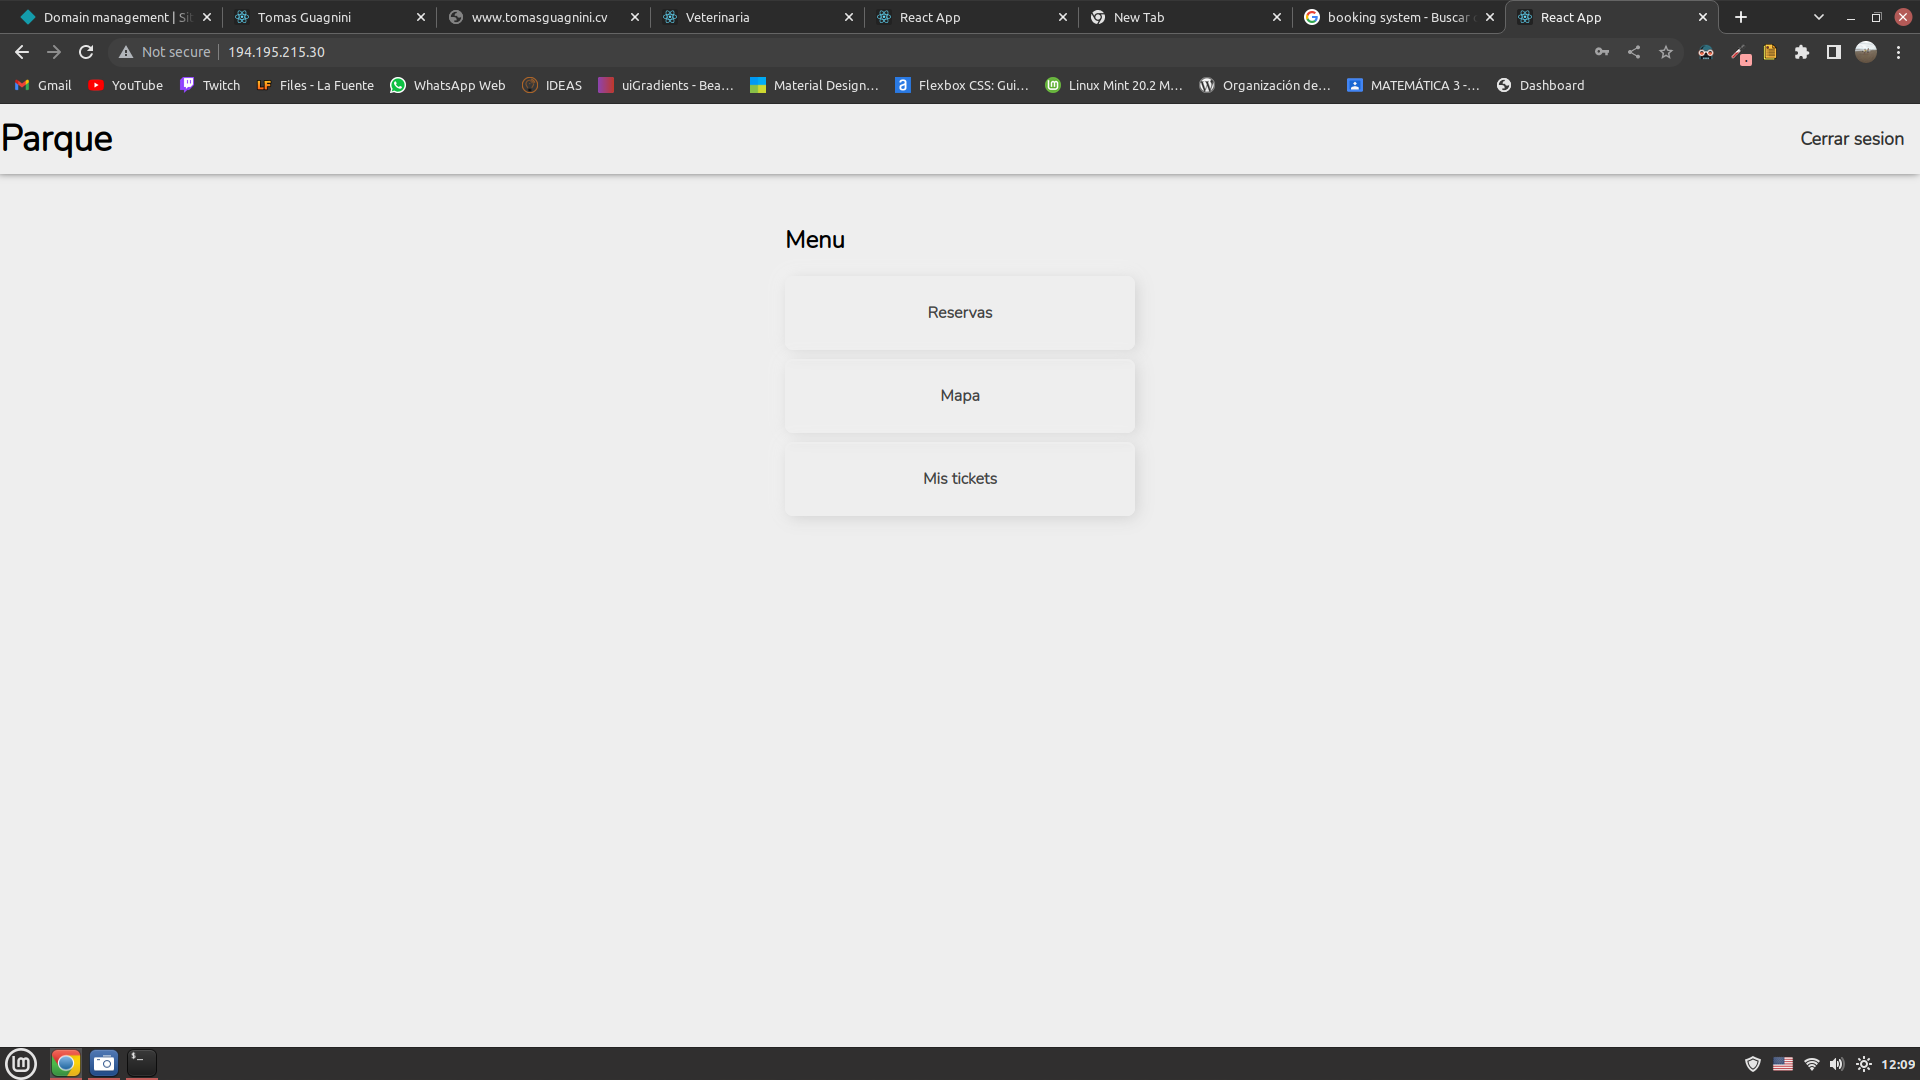 Domain management | Sit
Tomas Guagnini
www.tomasguagnini.cv
Veterinaria
React App
New Tab
booking system - Buscar
React App
Not secure
194.195.215.30
Gmail
YouTube
Twitch
LF Files - La Fuente
WhatsApp Web
IDEAS
uiGradients - Bea...
Material Design...
Flexbox CSS: Gui...
Linux Mint 20.2 M...
Organización de...
MATEMÁTICA 3 -...
Dashboard
Parque
Cerrar sesion
Menu
Reservas
Mapa
Mis tickets
12:09